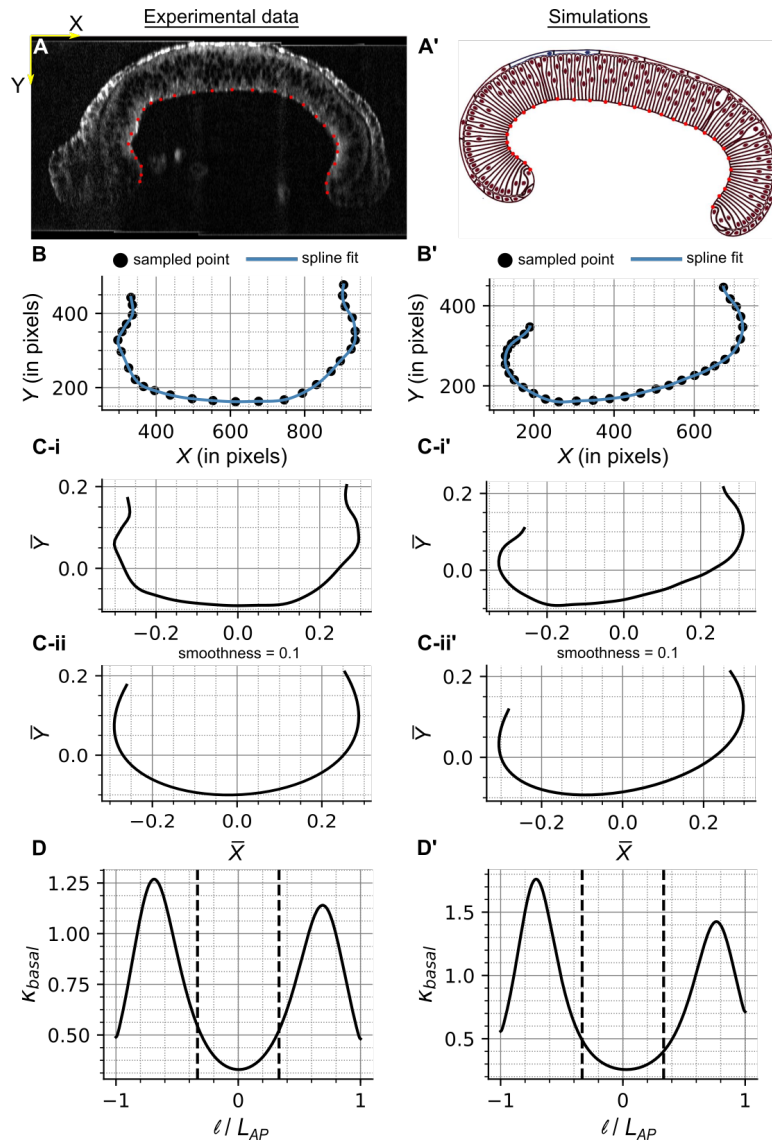 Experimental data
Simulations
X
Y
A
A'
B
sampled point
spline fit
B'
sampled point
spline fit
Y (in pixels)
400
200
400 600 800
X (in pixels)
Y (in pixels)
400
200
200 400 600
X (in pixels)
C-i
Y̅
0.2
0.0
−0.2 0.0 0.2
C-i'
Y̅
0.2
0.0
−0.2 0.0 0.2
C-ii
smoothness = 0.1
Y̅
0.2
0.0
−0.2 0.0 0.2
X̅
C-ii'
smoothness = 0.1
Y̅
0.2
0.0
−0.2 0.0 0.2
X̅
D
κbasal
1.25
1.00
0.75
0.50
−1 0 1
ℓ / LAP
D'
κbasal
1.5
1.0
0.5
−1 0 1
ℓ / LAP